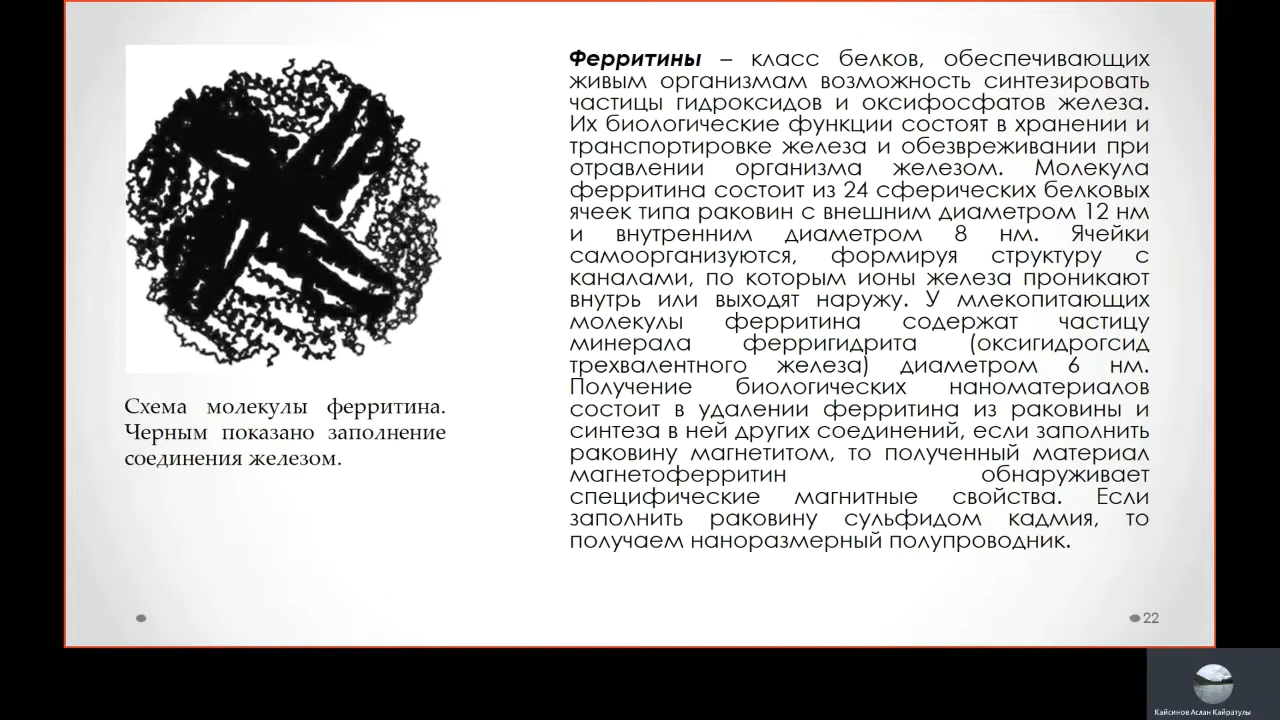 Ферритины – класс белков, обеспечивающих
живым организмам возможность синтезировать
частицы гидроксидов и оксифосфатов железа.
Их биологические функции состоят в хранении и
транспортировке железа и обезвреживании при
отравлении организма железом. Молекула
ферритина состоит из 24 сферических белковых
ячеек типа раковин с внешним диаметром 12 нм
и внутренним диаметром 8 нм. Ячейки
самоорганизуются, формируя структуру с
каналами, по которым ионы железа проникают
внутрь или выходят наружу. У млекопитающих
молекулы ферритина содержат частицу
минерала ферригидрита (оксигидрогсид
трехвалентного железа) диаметром 6 нм.
Получение биологических наноматериалов
состоит в удалении ферритина из раковины и
синтеза в ней других соединений, если заполнить
раковину магнетитом, то полученный материал
магнетоферритин обнаруживает
специфические магнитные свойства. Если
заполнить раковину сульфидом кадмия, то
получаем наноразмерный полупроводник.
Схема молекулы ферритина.
Черным показано заполнение
соединения железом.
22
Кайсинов Аслан Кайратулы